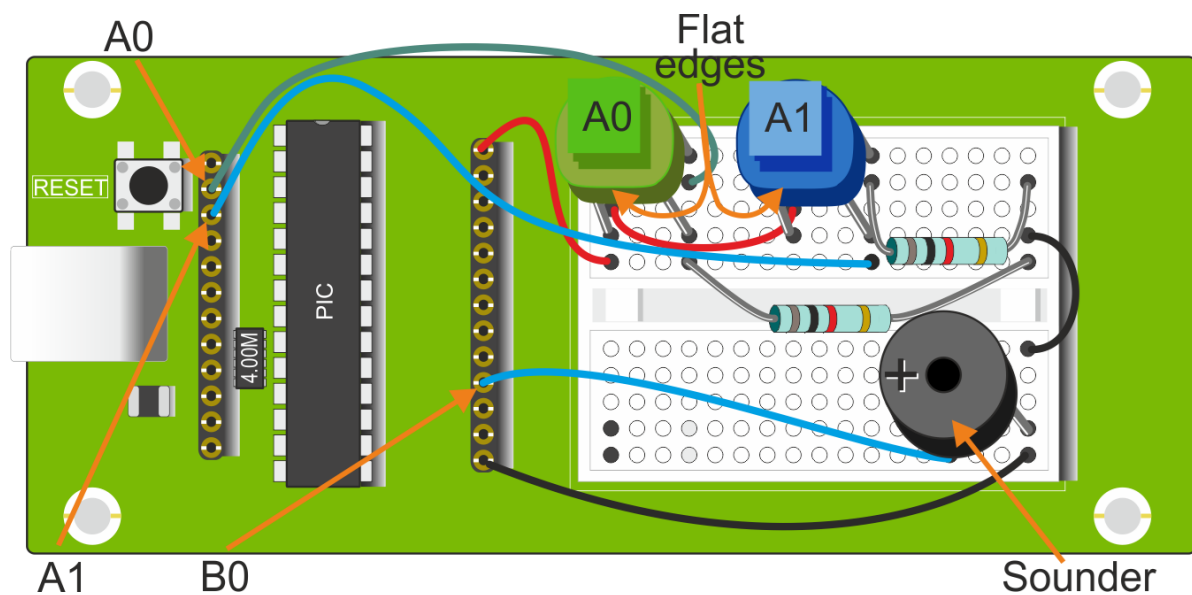 A0
Flat
edges
A0
A1
RESET
PIC
4.00M
+
A1
B0
Sounder